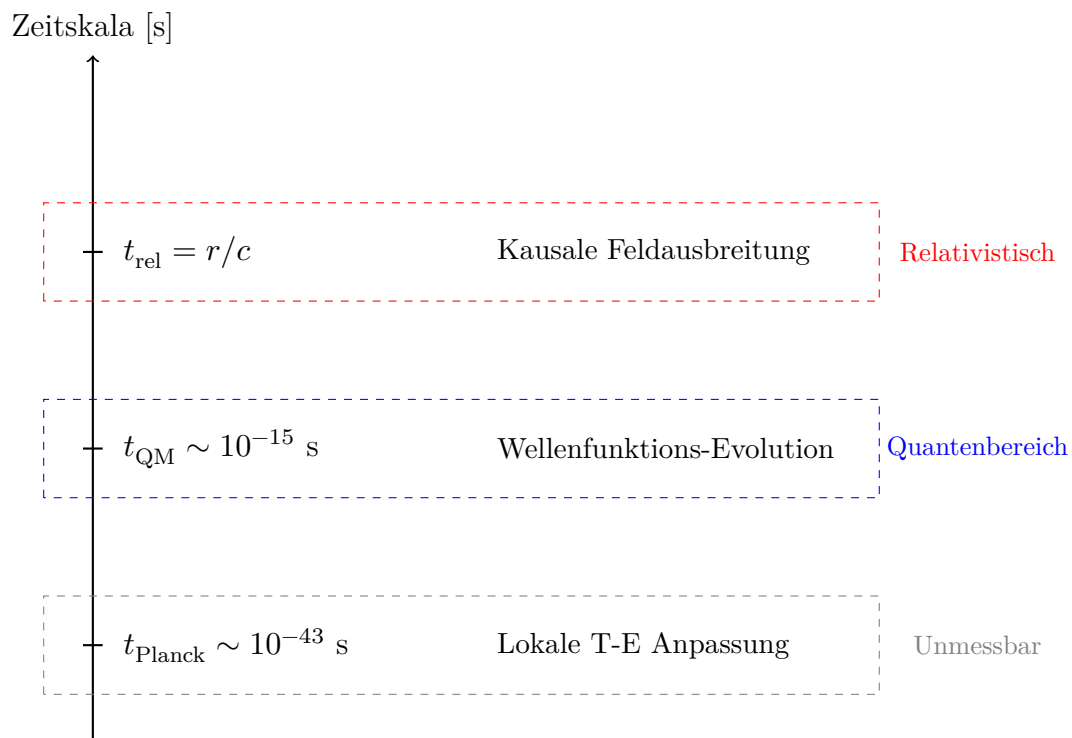 Zeitskala [s]
t_rel = r/c Kausale Feldausbreitung Relativistisch
t_QM ∼ 10⁻¹⁵ s Wellenfunktions-Evolution Quantenbereich
t_Planck ∼ 10⁻⁴³ s Lokale T-E Anpassung Unmessbar